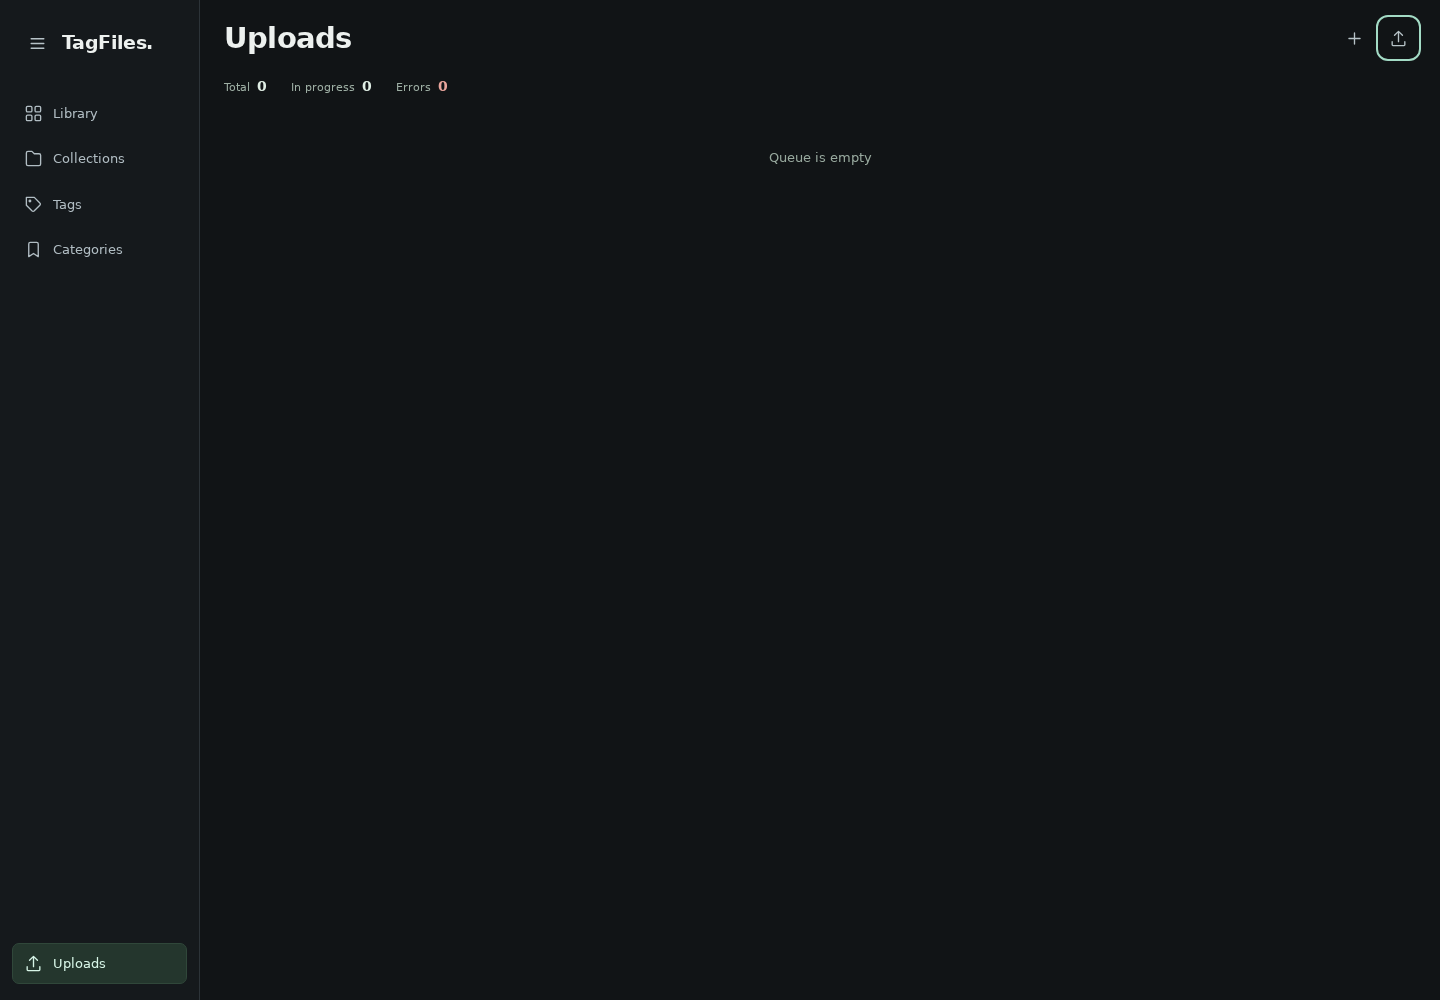 TagFiles.
Library
Collections
Tags
Categories
Uploads
Uploads
Total 0 In progress 0 Errors 0
Queue is empty